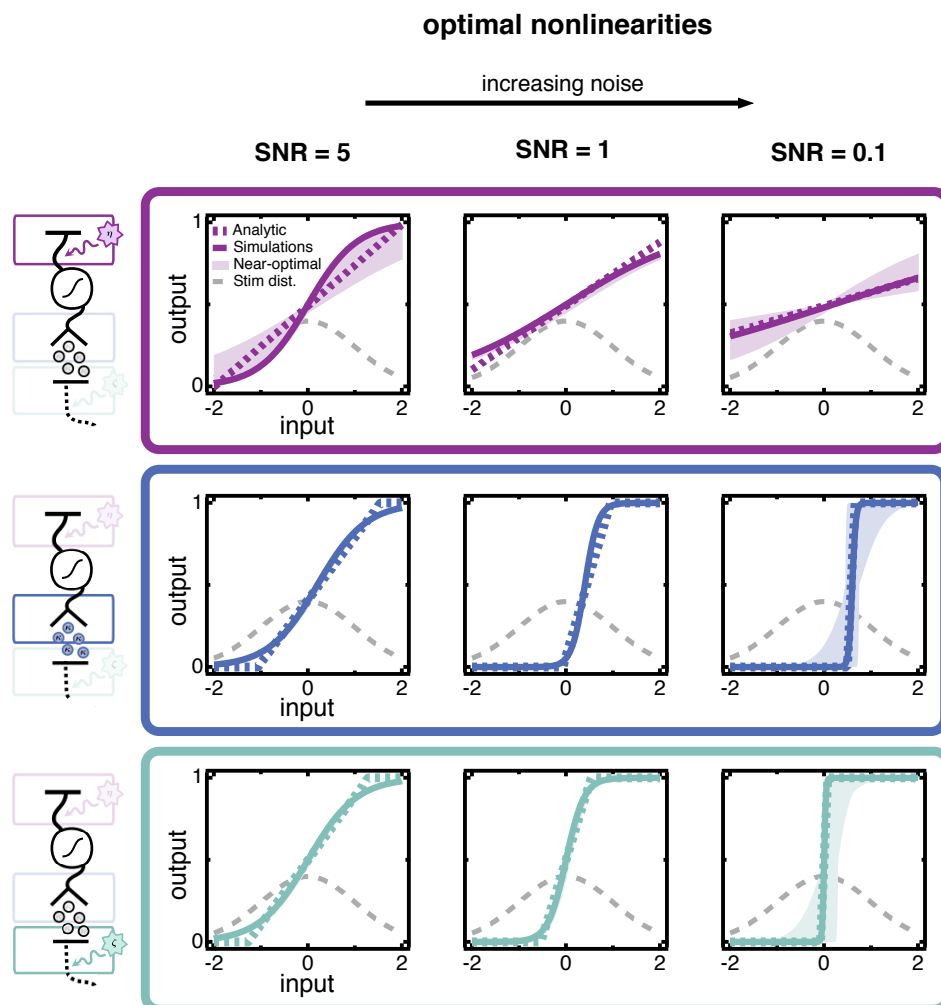 optimal nonlinearities
increasing noise
SNR = 5
SNR = 1
SNR = 0.1
η
ζ
output
1
0
Analytic
Simulations
Near-optimal
Stim dist.
-2 0 2
input
-2 0 2
-2 0 2
η
κ
κ
κ
κ
κ
ζ
output
1
0
-2 0 2
input
-2 0 2
-2 0 2
η
ζ
output
1
0
-2 0 2
input
-2 0 2
-2 0 2